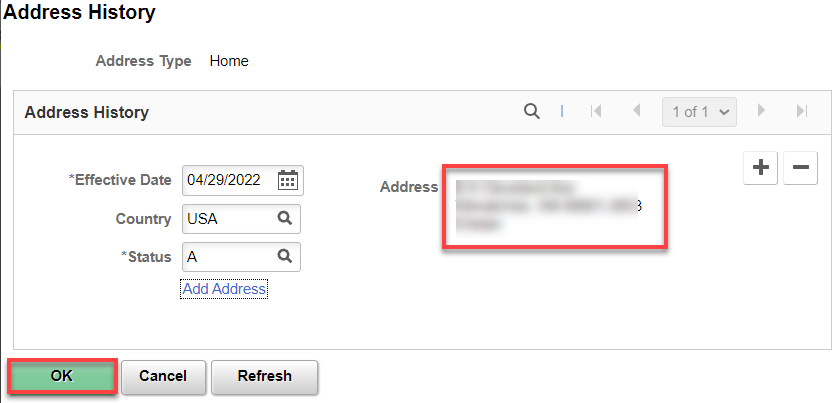 Address History
Address Type Home
Address History 1 of 1
*Effective Date 04/29/2022
Address
Country USA
*Status A
Add Address
OK Cancel Refresh